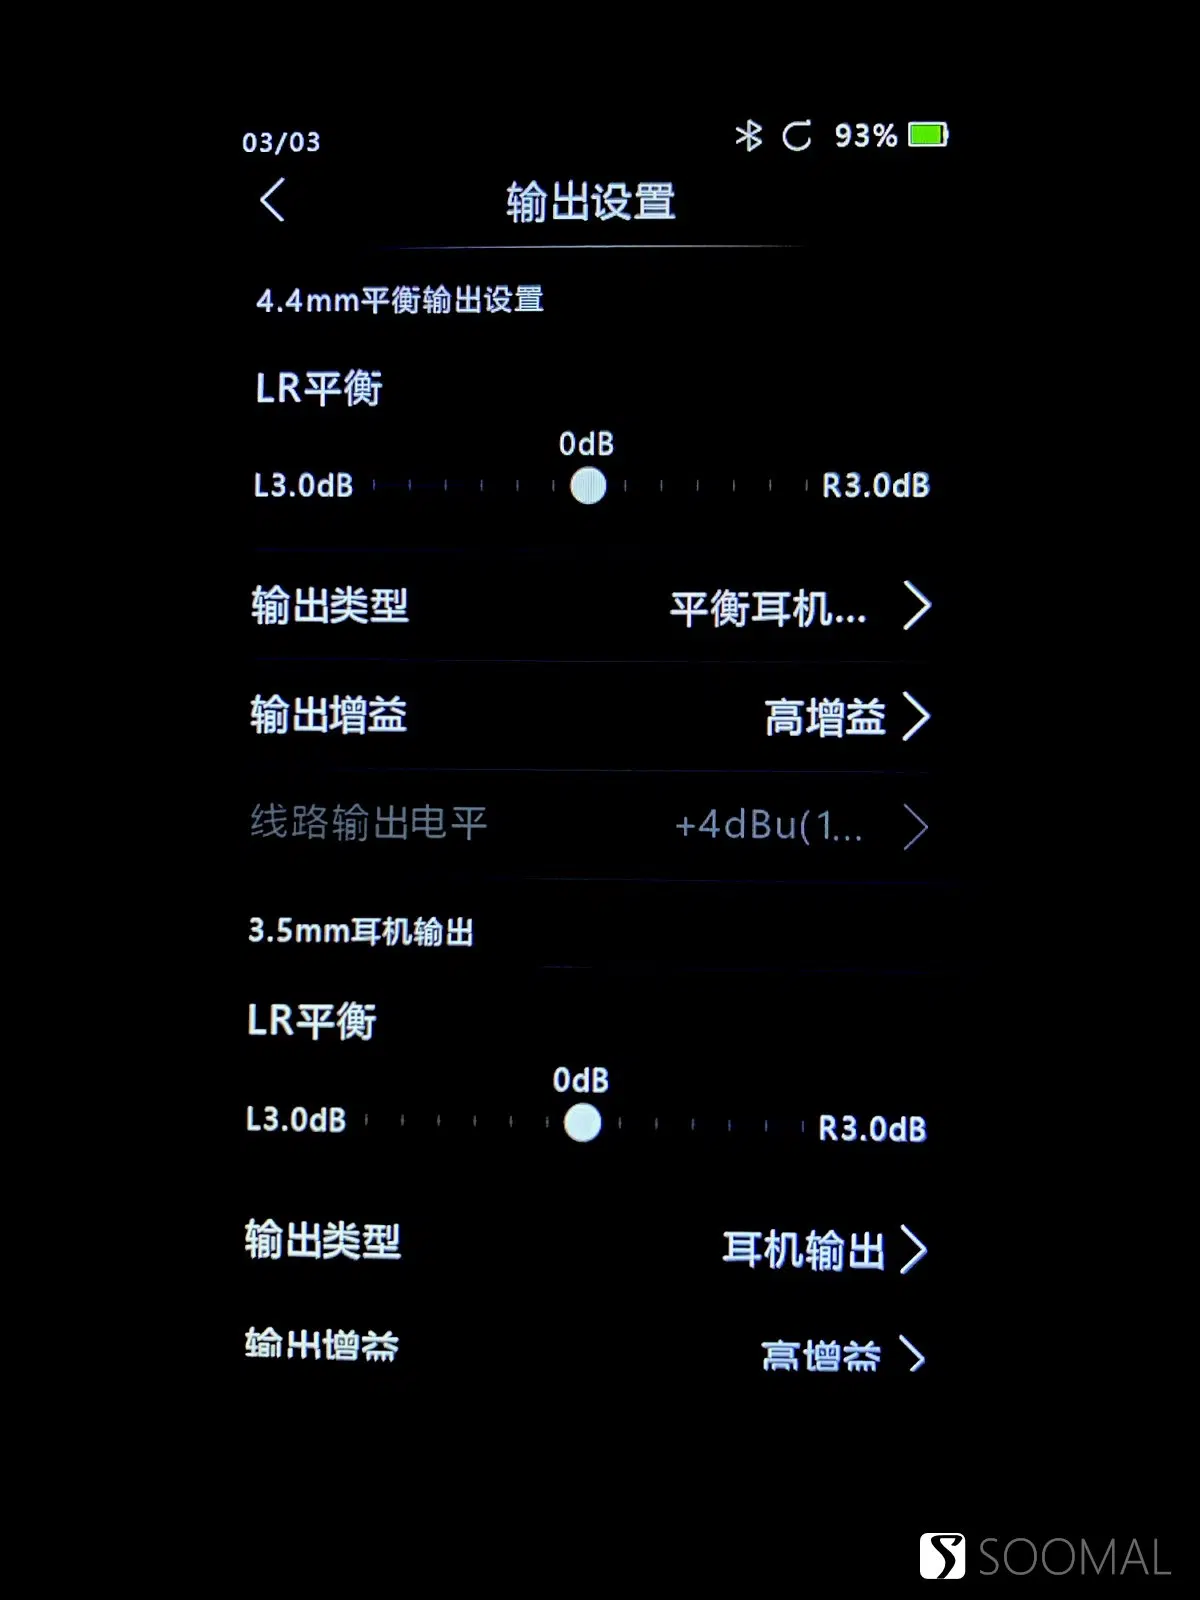 03/03 93%
输出设置
4.4mm平衡输出设置
LR平衡
0dB
L3.0dB R3.0dB
输出类型 平衡耳机...
输出增益 高增益
线路输出电平 +4dBu(1...
3.5mm耳机输出
LR平衡
0dB
L3.0dB R3.0dB
输出类型 耳机输出
输出增益 高增益
SOOMAL